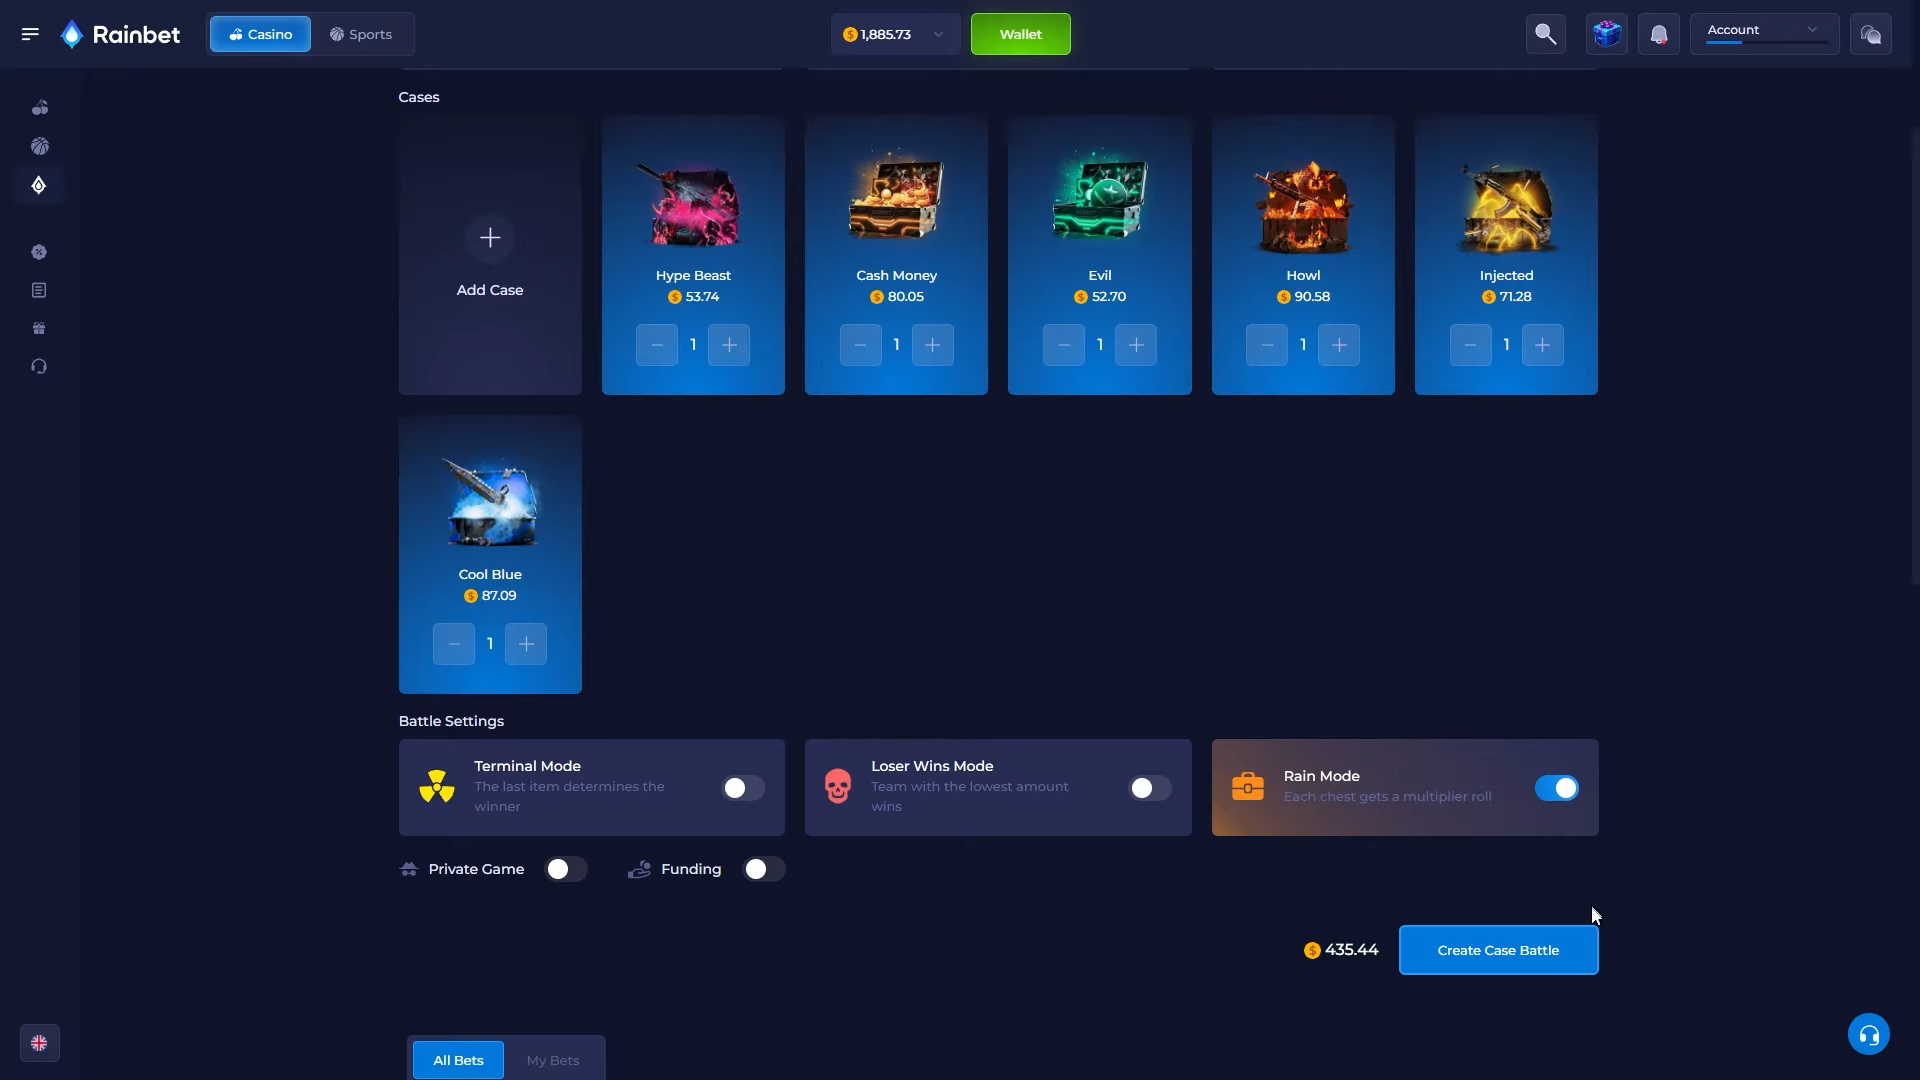 Rainbet
Casino
Sports
1,885.73
Wallet
Account
Cases
Add Case
Hype Beast
53.74
1
Cash Money
80.05
1
Evil
52.70
1
Howl
90.58
1
Injected
71.28
1
Cool Blue
87.09
1
Battle Settings
Terminal Mode
The last item determines the
winner
Loser Wins Mode
Team with the lowest amount
wins
Rain Mode
Each chest gets a multiplier roll
Private Game
Funding
435.44
Create Case Battle
All Bets
My Bets